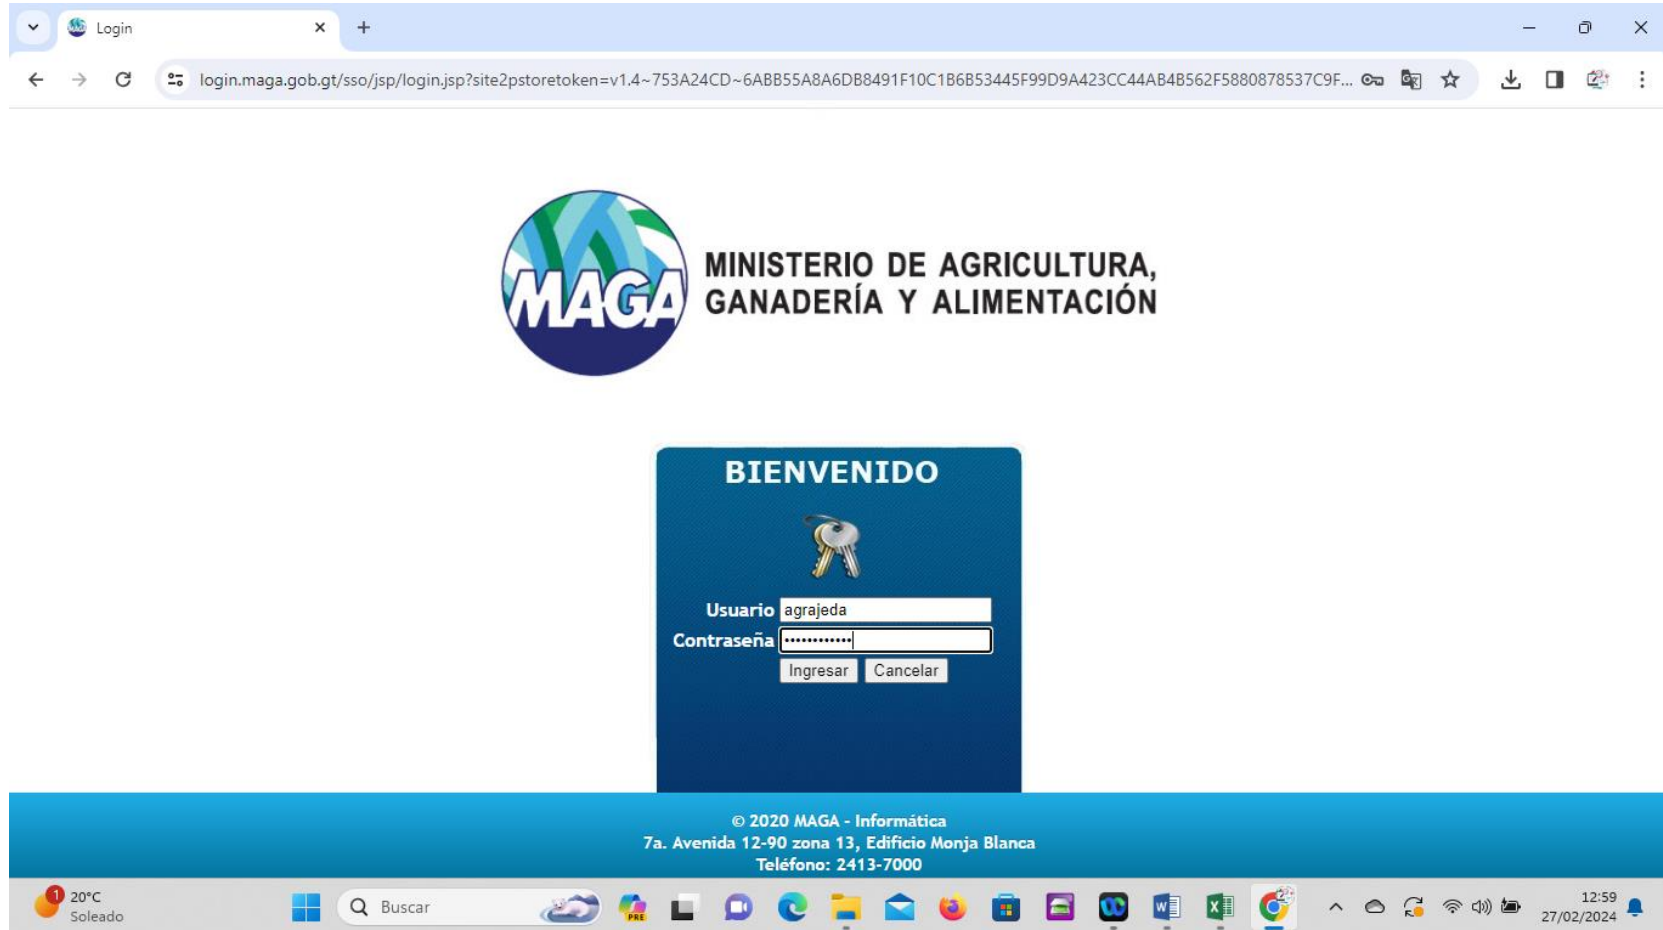 Login
login.maga.gob.gt/sso/jsp/login.jsp?site2pstoretoken=v1.4~753A24CD~6ABB55A8A6DB8491F10C1B6B53445F99D9A423CC44AB4B562F5880878537C9F...
MAGA
MINISTERIO DE AGRICULTURA,
GANADERÍA Y ALIMENTACIÓN
BIENVENIDO
Usuario agrajeda
Contraseña ••••••••••••
Ingresar Cancelar
© 2020 MAGA - Informática
7a. Avenida 12-90 zona 13, Edificio Monja Blanca
Teléfono: 2413-7000
1 20°C
Soleado
Buscar
PRE
12:59
27/02/2024